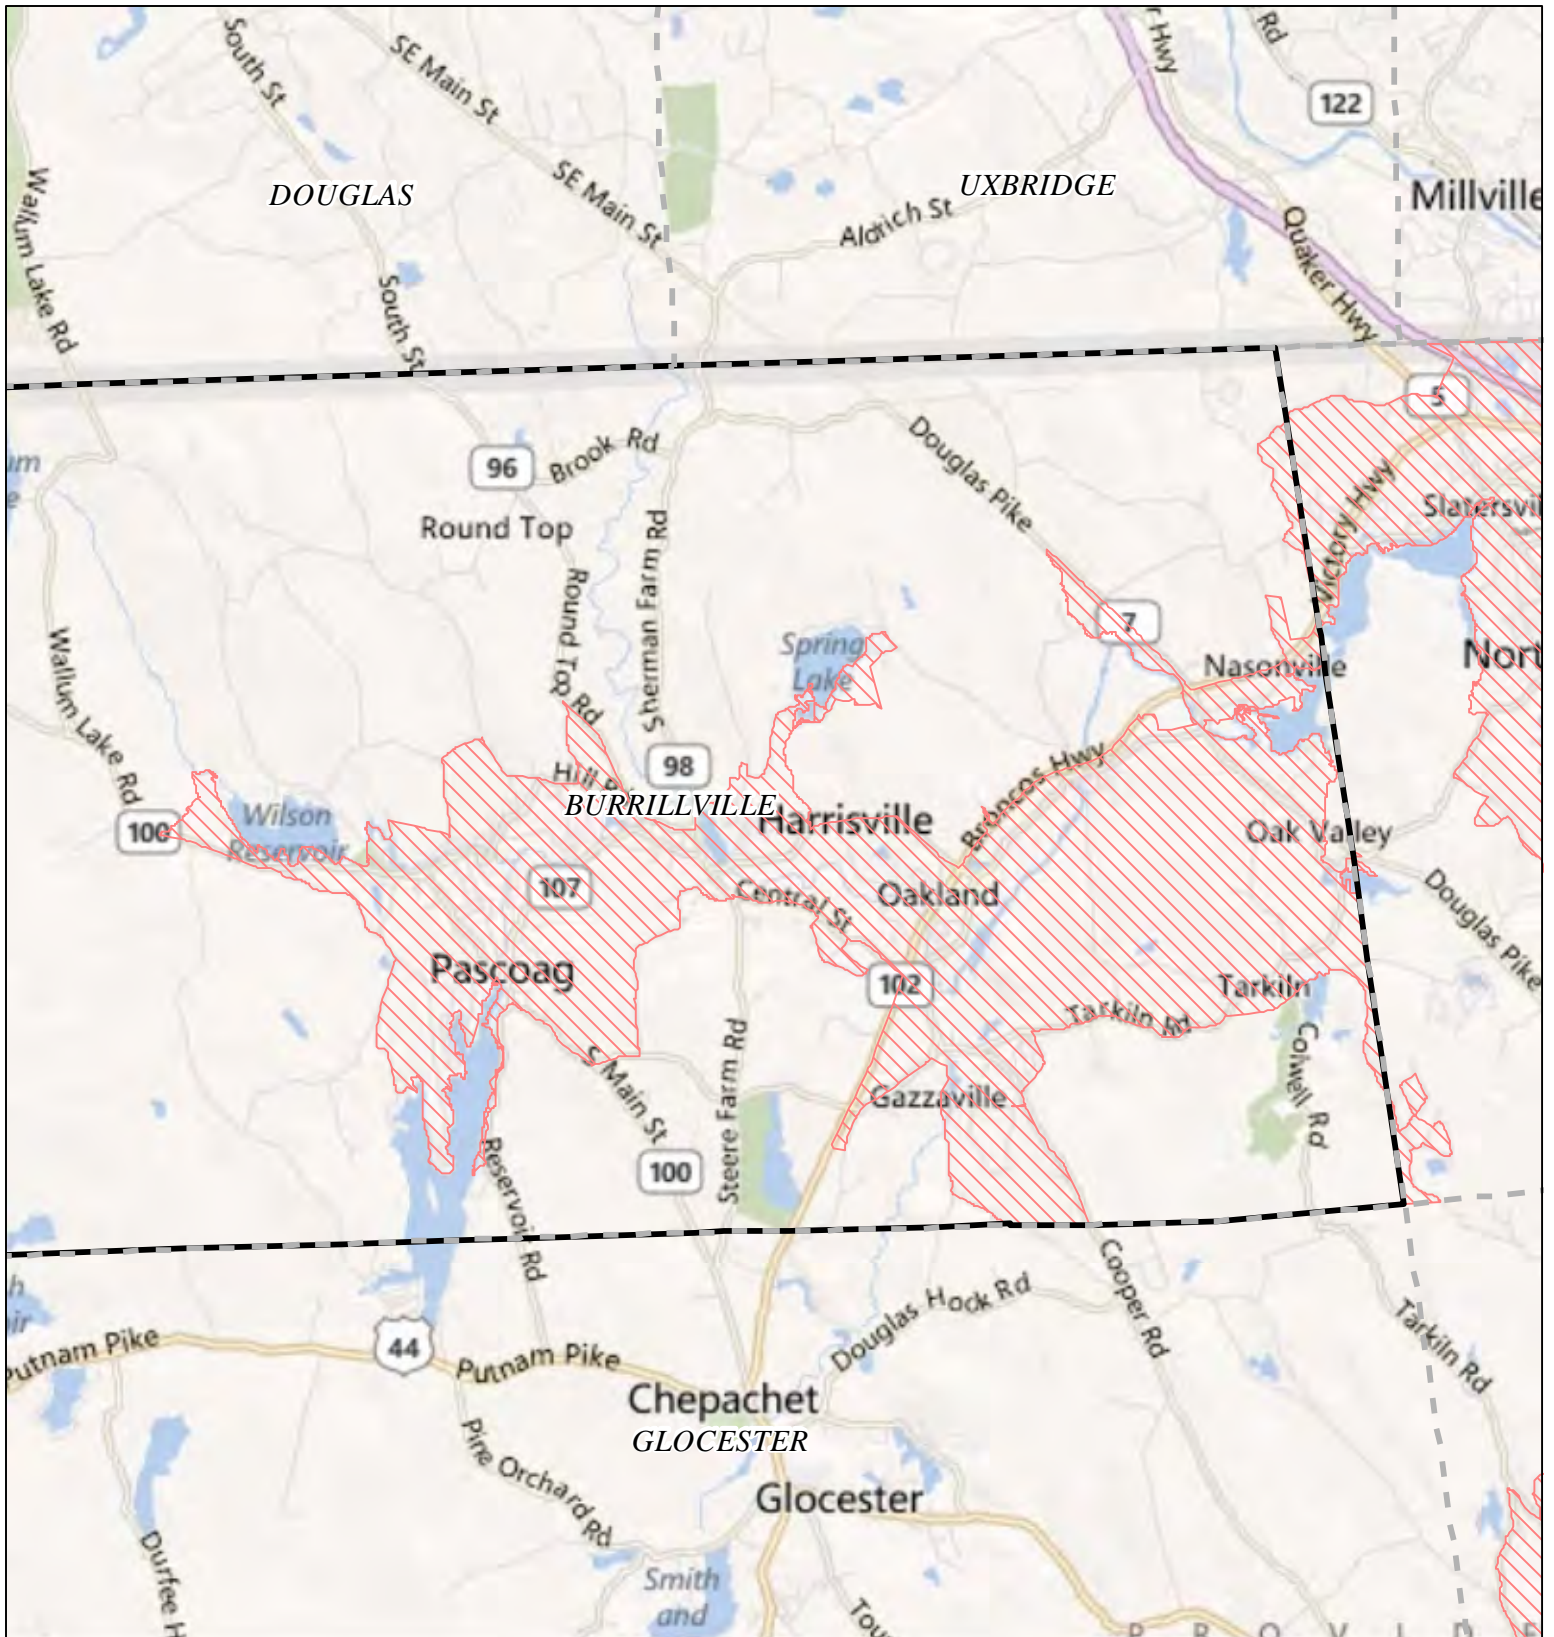 South St
SE Main St
Hwy
Rd
122
Wallum Lake Rd
DOUGLAS
SE Main St
UXBRIDGE
Millville
Aldrich St
Quaker Hwy
South St
5
Douglas Pike
96
Brook Rd
Round Top
Victory Hwy
Sherman Farm Rd
Round Top Rd
7
Wallum Lake Rd
Spring
Lake
Nasonville
98
Hill Rd
BURRILLVILLE
Harrisville
Broncos Hwy
Wilson
Reservoir
100
Oak Valley
107
Central St
Oakland
Douglas Pike
Pascoag
102
Tarkiln
Tarkiln Rd
Colwell Rd
S Main St
Steere Farm Rd
Gazzaville
100
Reservoir Rd
Cooper Rd
Douglas Hook Rd
Tarkiln Rd
44
Putnam Pike
Putnam Pike
Chepachet
GLOCESTER
Pine Orchard Rd
Glocester
Durfee H
Smith
and